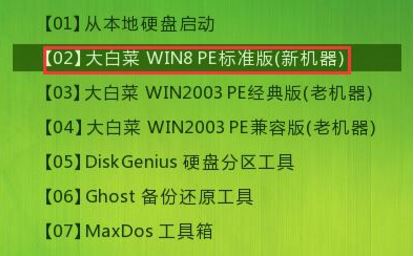 【01】从本地硬盘启动
【02】大白菜 WIN8 PE标准版(新机器)
【03】大白菜 WIN2003 PE经典版(老机器)
【04】大白菜 WIN2003 PE兼容版(老机器)
【05】DiskGenius 硬盘分区工具
【06】Ghost 备份还原工具
【07】MaxDos 工具箱